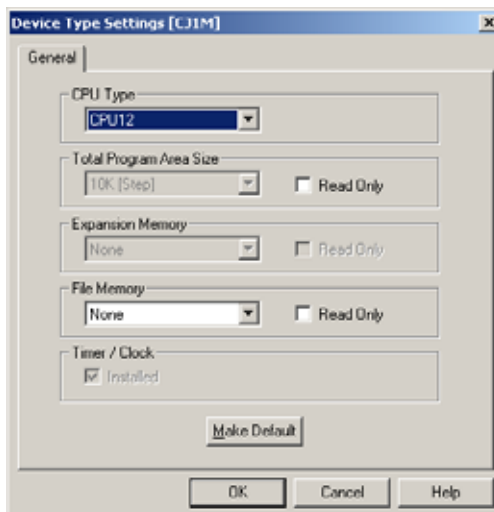 Device Type Settings [CJ1M]
General
CPU Type
CPU12
Total Program Area Size
10K [Step]
Read Only
Expansion Memory
None
Read Only
File Memory
None
Read Only
Timer / Clock
Installed
Make Default
OK
Cancel
Help